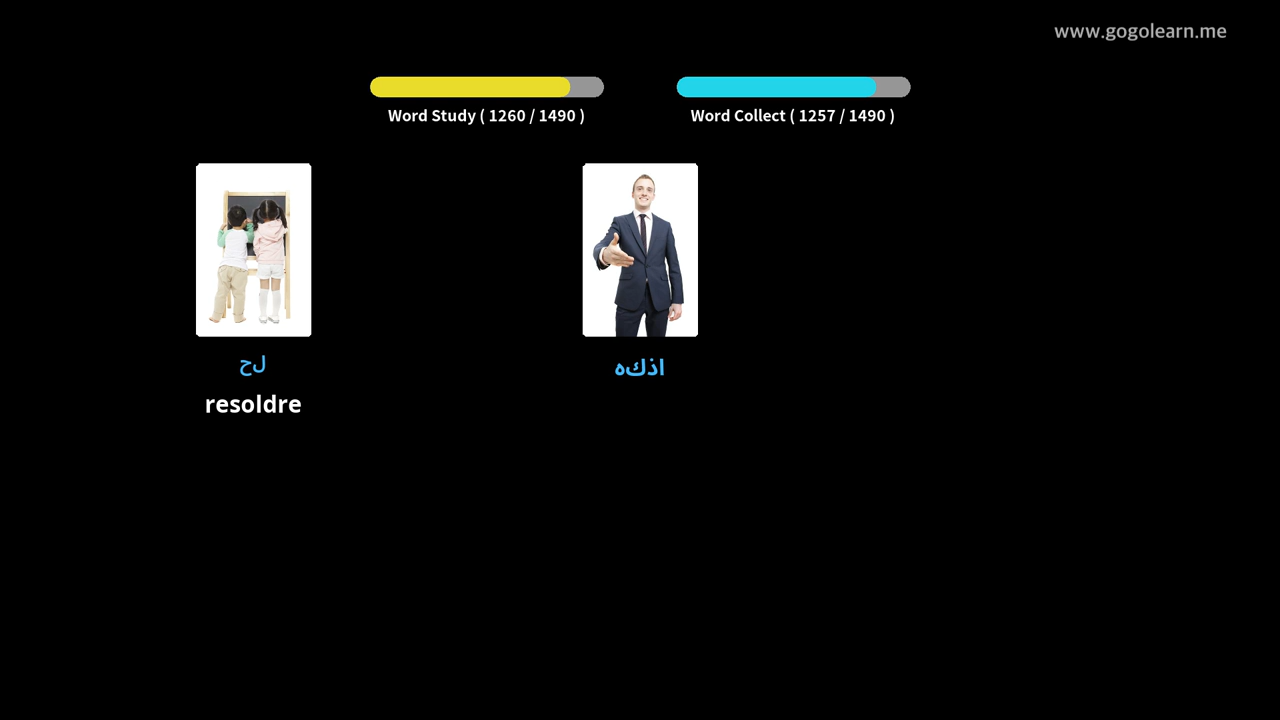 www.gogolearn.me
Word Study ( 1260 / 1490 )
Word Collect ( 1257 / 1490 )
لح
resoldre
اذكه